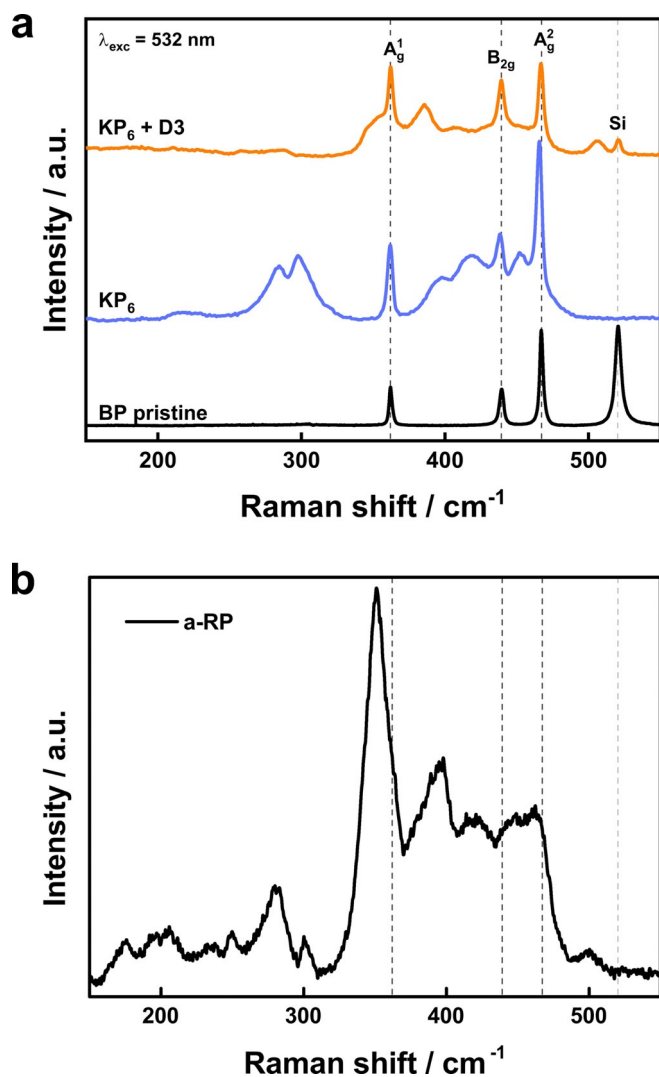 a
λexc = 532 nm
A¹g
B2g
A²g
Si
KP6 + D3
KP6
BP pristine
Intensity / a.u.
200 300 400 500
Raman shift / cm⁻¹
b
a-RP
Intensity / a.u.
200 300 400 500
Raman shift / cm⁻¹